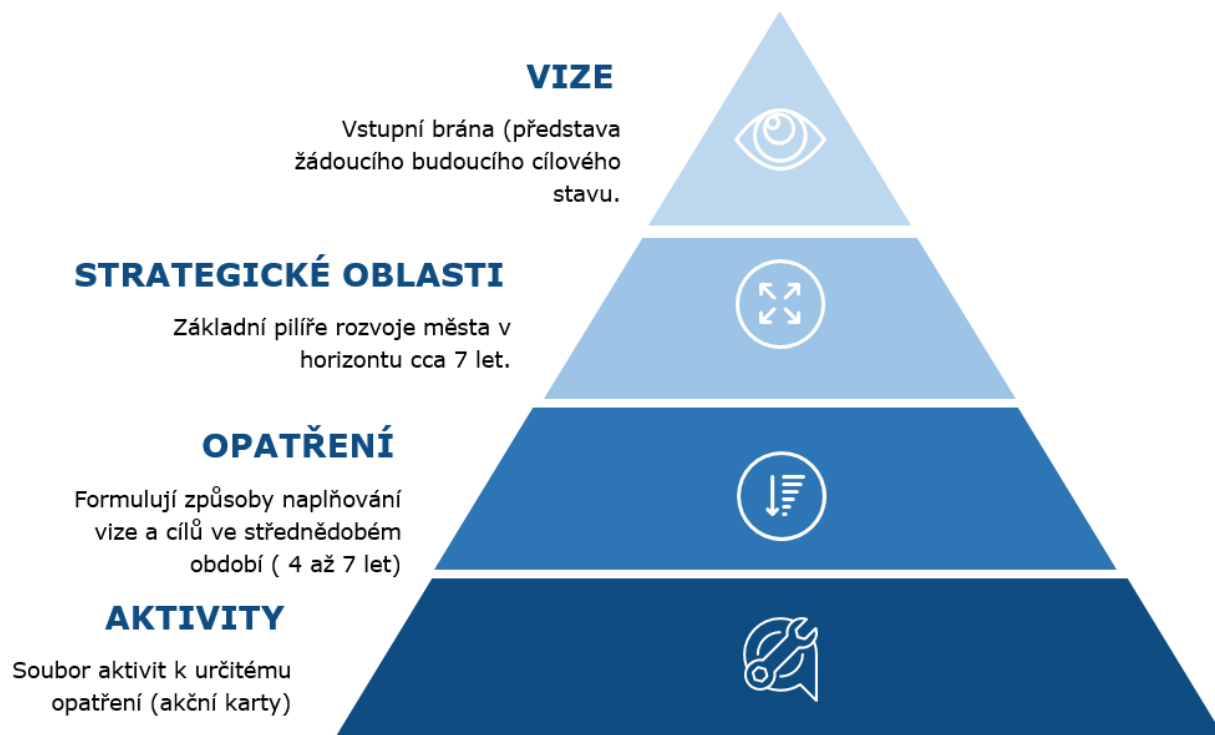 VIZE
Vstupní brána (představa
žádoucího budoucího cílového
stavu.
STRATEGICKÉ OBLASTI
Základní pilíře rozvoje města v
horizontu cca 7 let.
OPATŘENÍ
Formulují způsoby naplňování
vize a cílů ve střednědobém
období ( 4 až 7 let)
AKTIVITY
Soubor aktivit k určitému
opatření (akční karty)